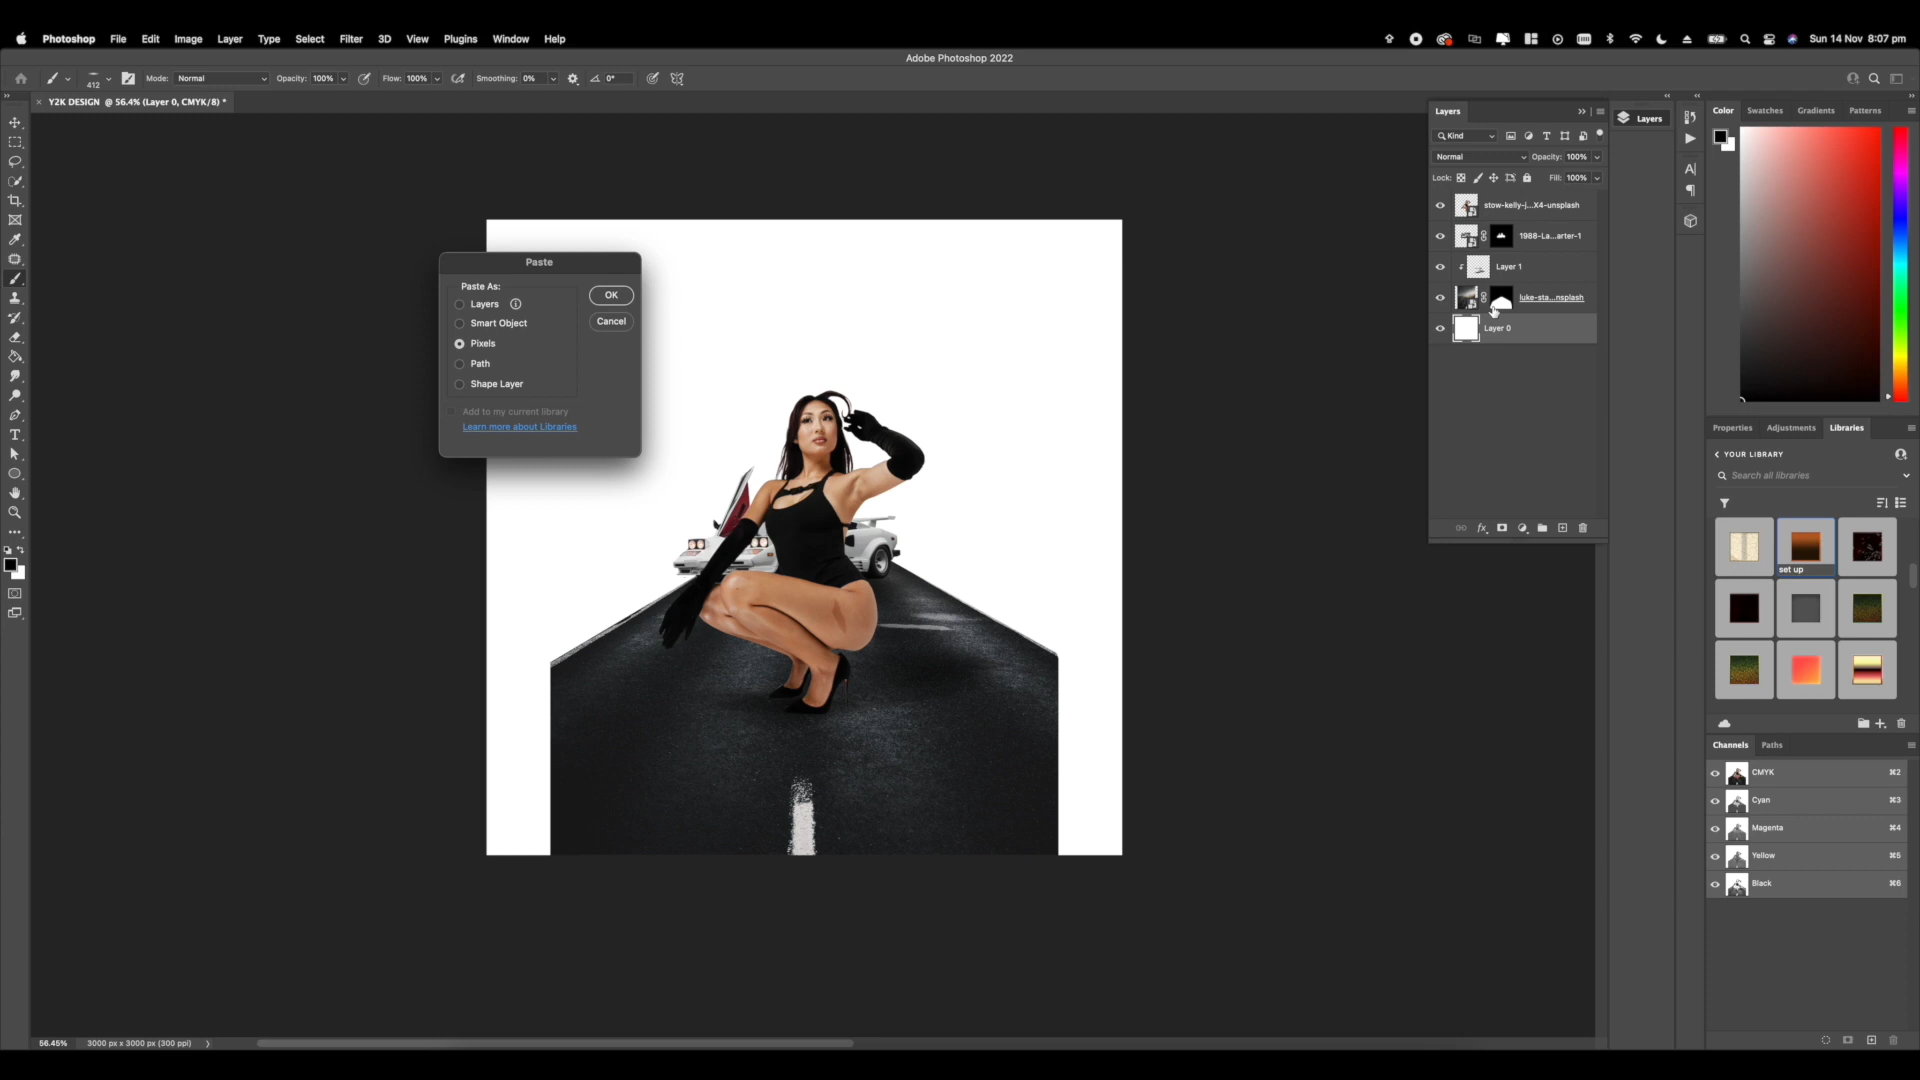 Photoshop File Edit Image Layer Type Select Filter 3D View Plugins Window Help Sun 14 Nov 8:07 pm
Adobe Photoshop 2022
412 Mode: Normal Opacity: 100% Flow: 100% Smoothing: 0% 0°
Y2K DESIGN @ 56.4% (Layer 0, CMYK/8) *
Paste
Paste As:
Layers
Smart Object
Pixels
Path
Shape Layer
OK
Cancel
Add to my current library
Learn more about Libraries
Layers
Kind
Normal Opacity: 100%
Lock: Fill: 100%
stow-kelly-j...X4-unsplash
1988-La...arter-1
Layer 1
luke-sta...nsplash
Layer 0
fx
Layers
Color Swatches Gradients Patterns
Properties Adjustments Libraries
YOUR LIBRARY
Search all libraries
set up
Channels Paths
CMYK ⌘2
Cyan ⌘3
Magenta ⌘4
Yellow ⌘5
Black ⌘6
56.45% 3000 px x 3000 px (300 ppi)